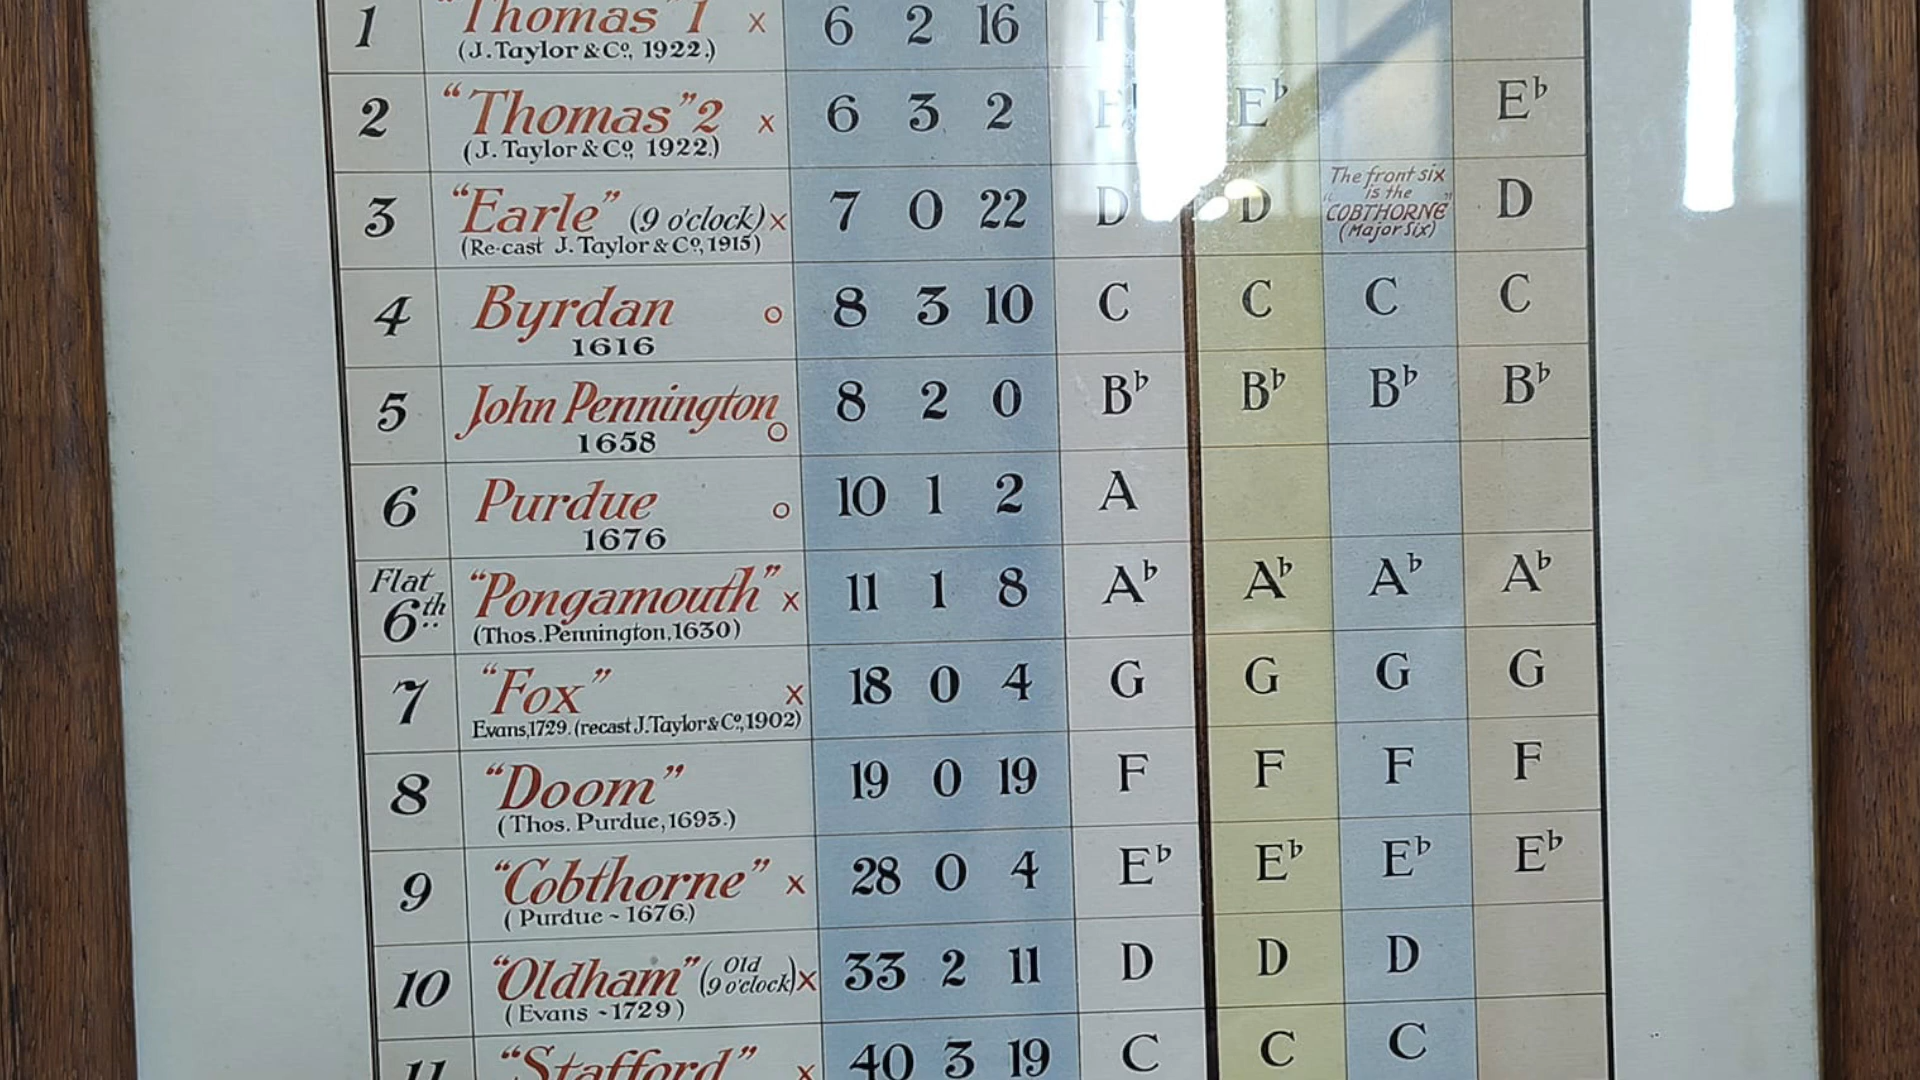 1 "Thomas" 1 x 6 2 16
(J. Taylor & Co, 1922.)
2 "Thomas" 2 x 6 3 2 E♭ E♭
(J. Taylor & Co, 1922.)
3 "Earle" (9 o'clock) x 7 0 22 D D D
(Re-cast J. Taylor & Co, 1915)
The front six
is the
"COBTHORNE"
(Major Six)
4 Byrdan o 8 3 10 C C C C
1616
5 John Pennington o 8 2 0 B♭ B♭ B♭ B♭
1658
6 Purdue o 10 1 2 A
1676
Flat 6th "Pongamouth" x 11 1 8 A♭ A♭ A♭ A♭
(Thos. Pennington, 1630)
7 "Fox" x 18 0 4 G G G G
Evans, 1729. (recast J. Taylor & Co, 1902)
8 "Doom" 19 0 19 F F F F
(Thos. Purdue, 1693.)
9 "Cobthorne" x 28 0 4 E♭ E♭ E♭ E♭
(Purdue ~ 1676.)
10 "Oldham" (Old 9 o'clock) x 33 2 11 D D D
(Evans ~ 1729)
11 "Stafford" x 40 3 19 C C C